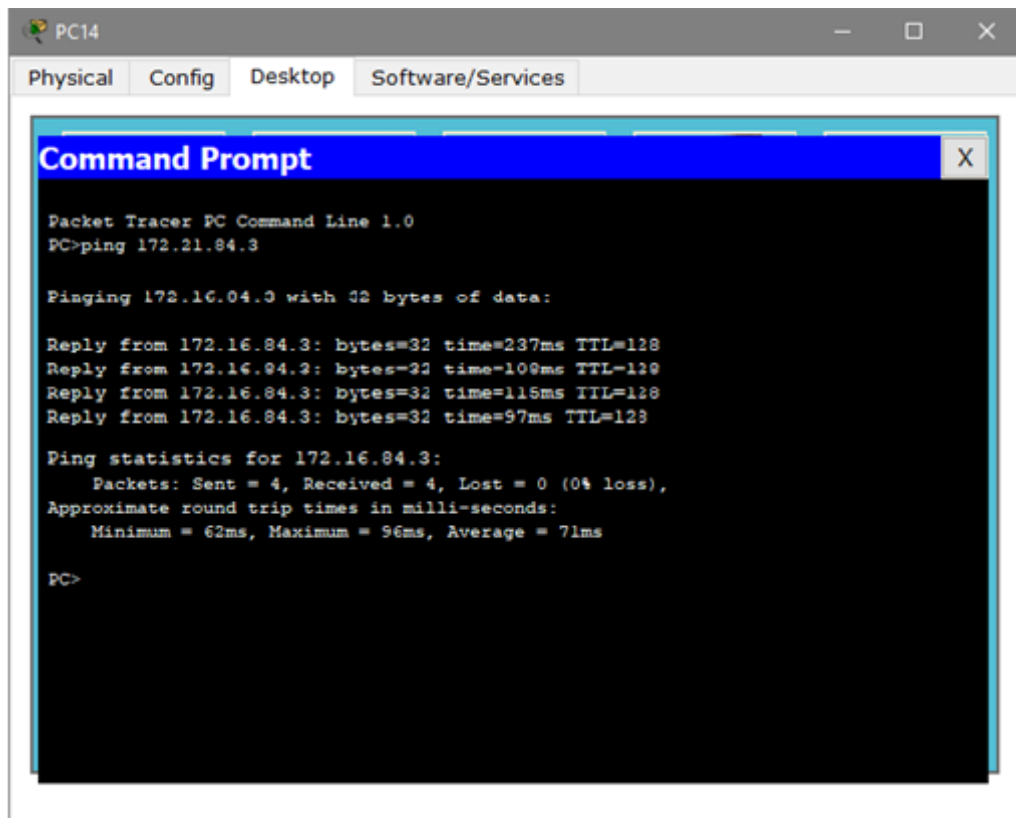 PC14
Physical Config Desktop Software/Services
Command Prompt X
Packet Tracer PC Command Line 1.0
PC>ping 172.21.84.3
Pinging 172.16.04.3 with 32 bytes of data:
Reply from 172.16.84.3: bytes=32 time=237ms TTL=128
Reply from 172.16.84.3: bytes=32 time=109ms TTL=128
Reply from 172.16.84.3: bytes=32 time=115ms TTL=128
Reply from 172.16.84.3: bytes=32 time=97ms TTL=128
Ping statistics for 172.16.84.3:
Packets: Sent = 4, Received = 4, Lost = 0 (0% loss),
Approximate round trip times in milli-seconds:
Minimum = 62ms, Maximum = 96ms, Average = 71ms
PC>